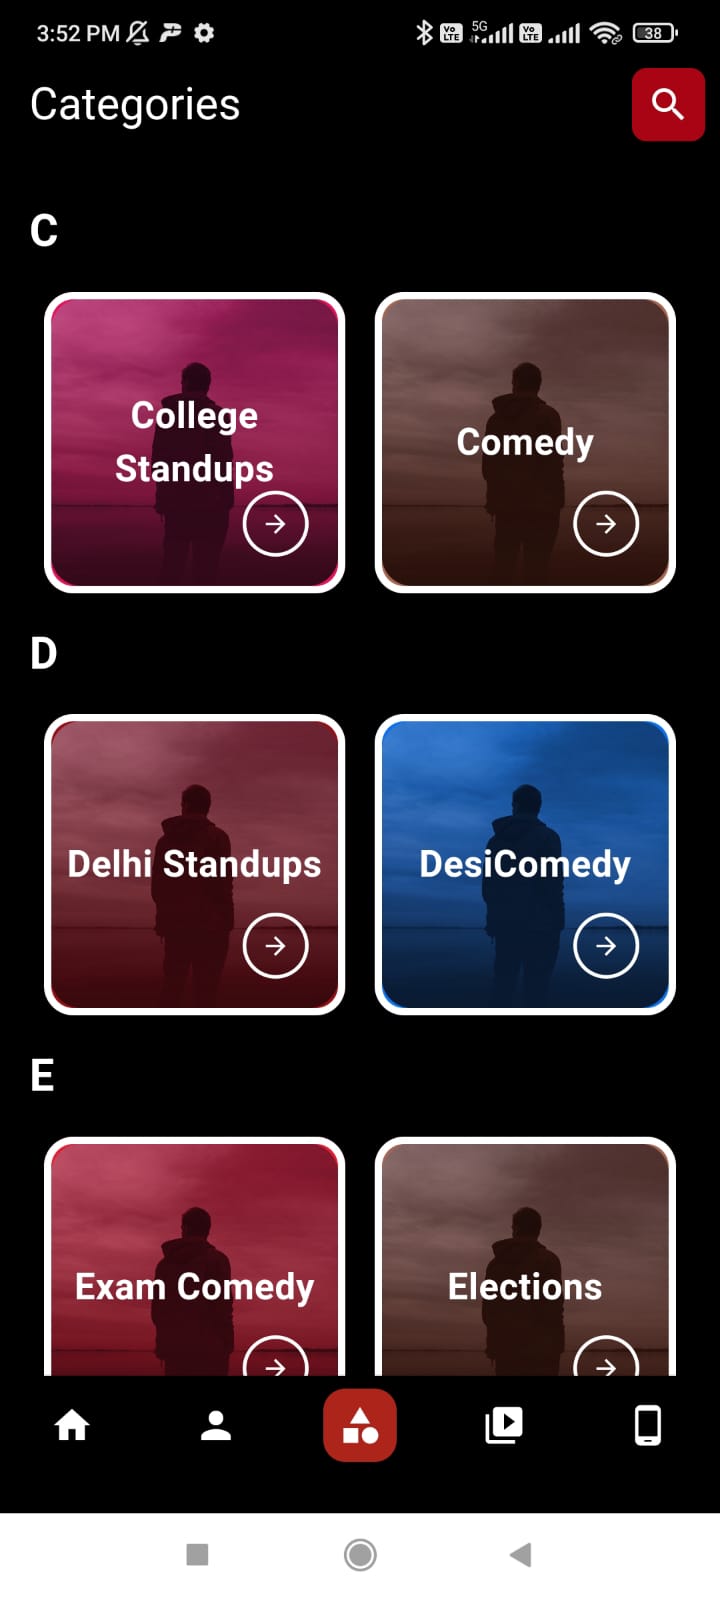 3:52 PM
Vo LTE 5G Vo LTE 38
Categories
C
College
Standups
Comedy
D
Delhi Standups
DesiComedy
E
Exam Comedy
Elections